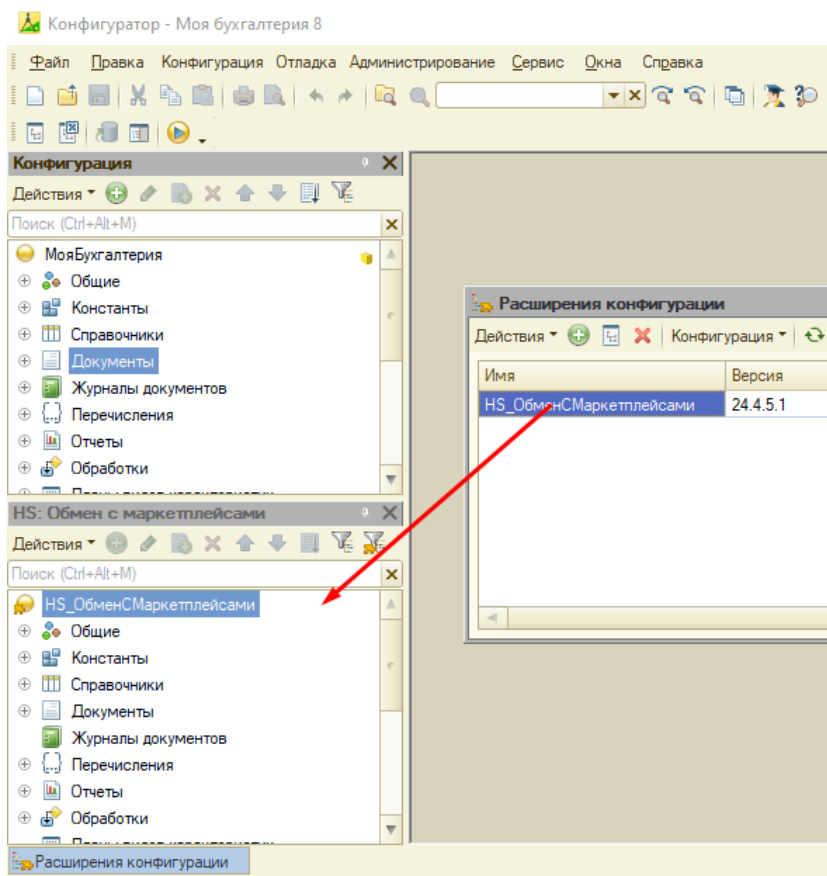 Конфигуратор - Моя бухгалтерия 8
Файл Правка Конфигурация Отладка Администрирование Сервис Окна Справка
Конфигурация
Действия
Поиск (Ctrl+Alt+M)
МояБухгалтерия
Общие
Константы
Справочники
Документы
Журналы документов
Перечисления
Отчеты
Обработки
HS: Обмен с маркетплейсами
Действия
Поиск (Ctrl+Alt+M)
HS_ОбменСМаркетплейсами
Общие
Константы
Справочники
Документы
Журналы документов
Перечисления
Отчеты
Обработки
Расширения конфигурации
Действия Конфигурация
Имя Версия
HS_ОбменСМаркетплейсами 24.4.5.1
Расширения конфигурации